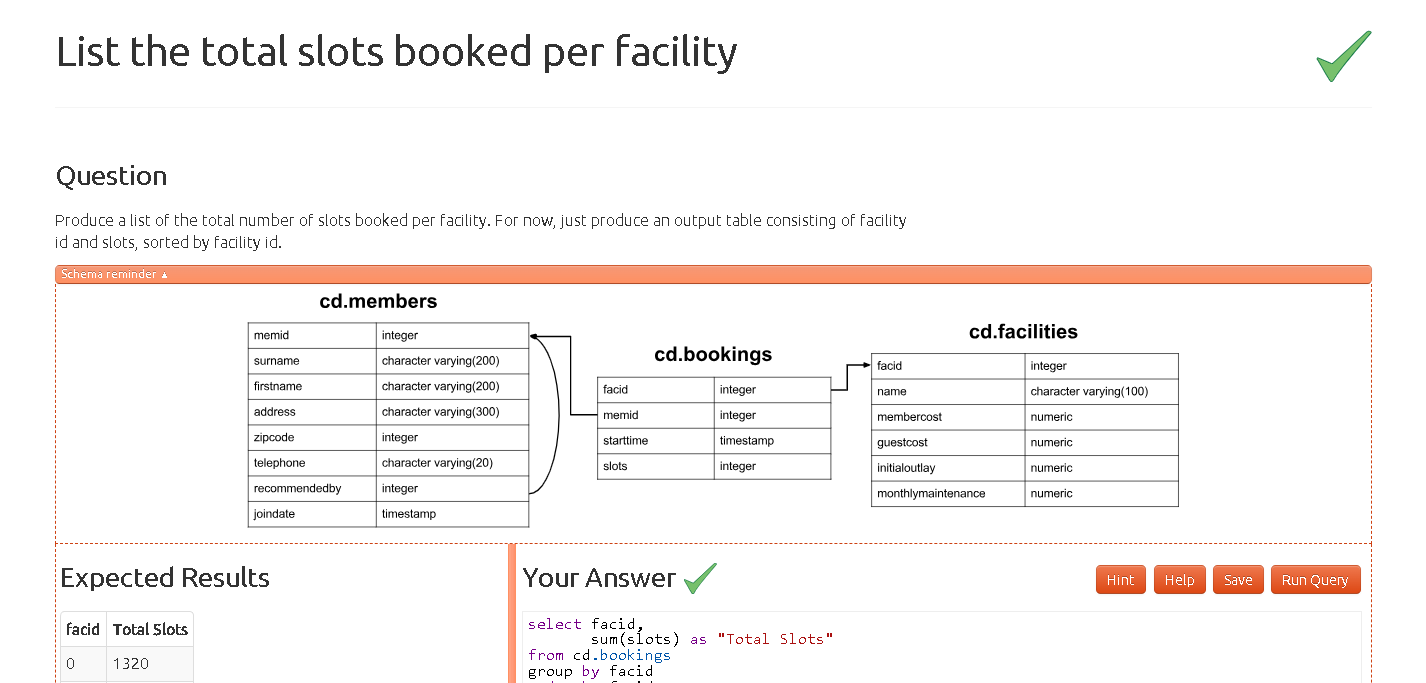 List the total slots booked per facility
Question
Produce a list of the total number of slots booked per facility. For now, just produce an output table consisting of facility
id and slots, sorted by facility id.
Schema reminder ▲
cd.members
memid integer
surname character varying(200)
firstname character varying(200)
address character varying(300)
zipcode integer
telephone character varying(20)
recommendedby integer
joindate timestamp
cd.bookings
facid integer
memid integer
starttime timestamp
slots integer
cd.facilities
facid integer
name character varying(100)
membercost numeric
guestcost numeric
initialoutlay numeric
monthlymaintenance numeric
Expected Results
facid Total Slots
0 1320
Your Answer
Hint Help Save Run Query
select facid,
sum(slots) as "Total Slots"
from cd.bookings
group by facid